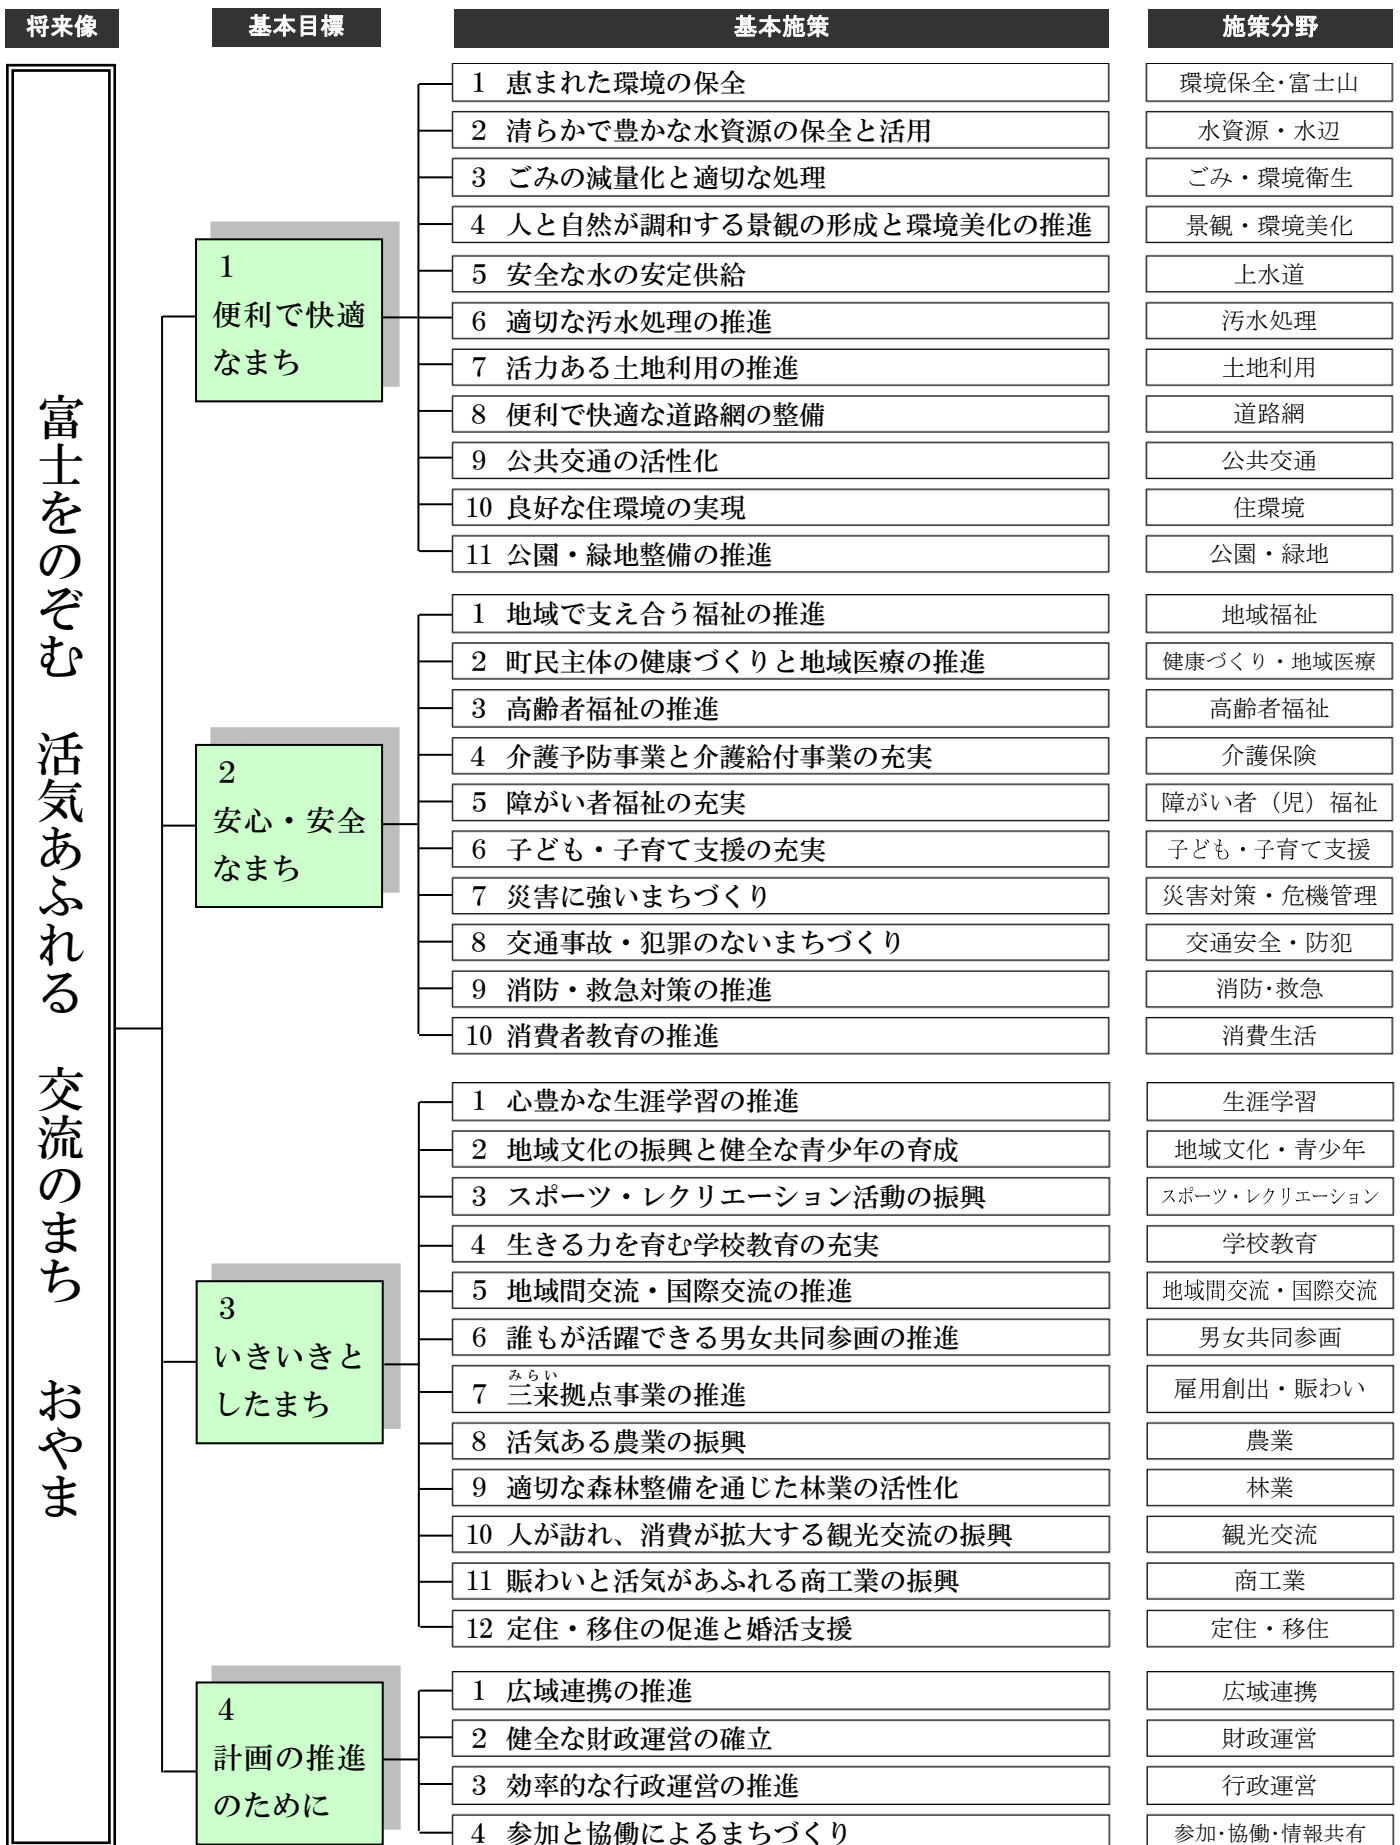 将来像 基本目標 基本施策 施策分野
富士をのぞむ 活気あふれる 交流のまち おやま
1
便利で快適
なまち
1 恵まれた環境の保全 環境保全･富士山
2 清らかで豊かな水資源の保全と活用 水資源・水辺
3 ごみの減量化と適切な処理 ごみ・環境衛生
4 人と自然が調和する景観の形成と環境美化の推進 景観・環境美化
5 安全な水の安定供給 上水道
6 適切な汚水処理の推進 汚水処理
7 活力ある土地利用の推進 土地利用
8 便利で快適な道路網の整備 道路網
9 公共交通の活性化 公共交通
10 良好な住環境の実現 住環境
11 公園・緑地整備の推進 公園・緑地
2
安心・安全
なまち
1 地域で支え合う福祉の推進 地域福祉
2 町民主体の健康づくりと地域医療の推進 健康づくり・地域医療
3 高齢者福祉の推進 高齢者福祉
4 介護予防事業と介護給付事業の充実 介護保険
5 障がい者福祉の充実 障がい者（児）福祉
6 子ども・子育て支援の充実 子ども・子育て支援
7 災害に強いまちづくり 災害対策・危機管理
8 交通事故・犯罪のないまちづくり 交通安全・防犯
9 消防・救急対策の推進 消防･救急
10 消費者教育の推進 消費生活
3
いきいきと
したまち
1 心豊かな生涯学習の推進 生涯学習
2 地域文化の振興と健全な青少年の育成 地域文化・青少年
3 スポーツ・レクリエーション活動の振興 スポーツ・レクリエーション
4 生きる力を育む学校教育の充実 学校教育
5 地域間交流・国際交流の推進 地域間交流・国際交流
6 誰もが活躍できる男女共同参画の推進 男女共同参画
みらい
7 三来拠点事業の推進 雇用創出・賑わい
8 活気ある農業の振興 農業
9 適切な森林整備を通じた林業の活性化 林業
10 人が訪れ、消費が拡大する観光交流の振興 観光交流
11 賑わいと活気があふれる商工業の振興 商工業
12 定住・移住の促進と婚活支援 定住・移住
4
計画の推進
のために
1 広域連携の推進 広域連携
2 健全な財政運営の確立 財政運営
3 効率的な行政運営の推進 行政運営
4 参加と協働によるまちづくり 参加･協働･情報共有